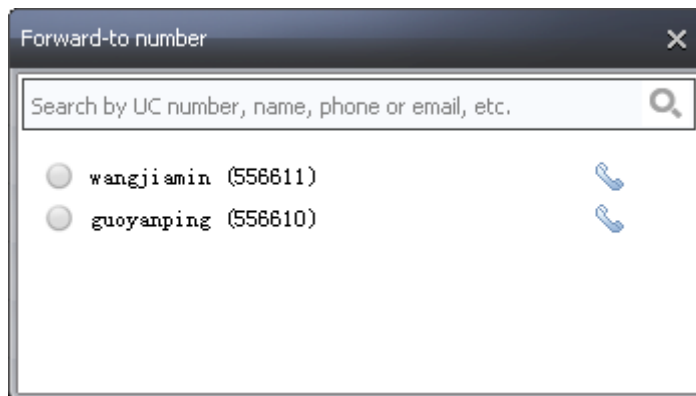 Forward-to number
Search by UC number, name, phone or email, etc.
wangjiamin (556611)
guoyanping (556610)